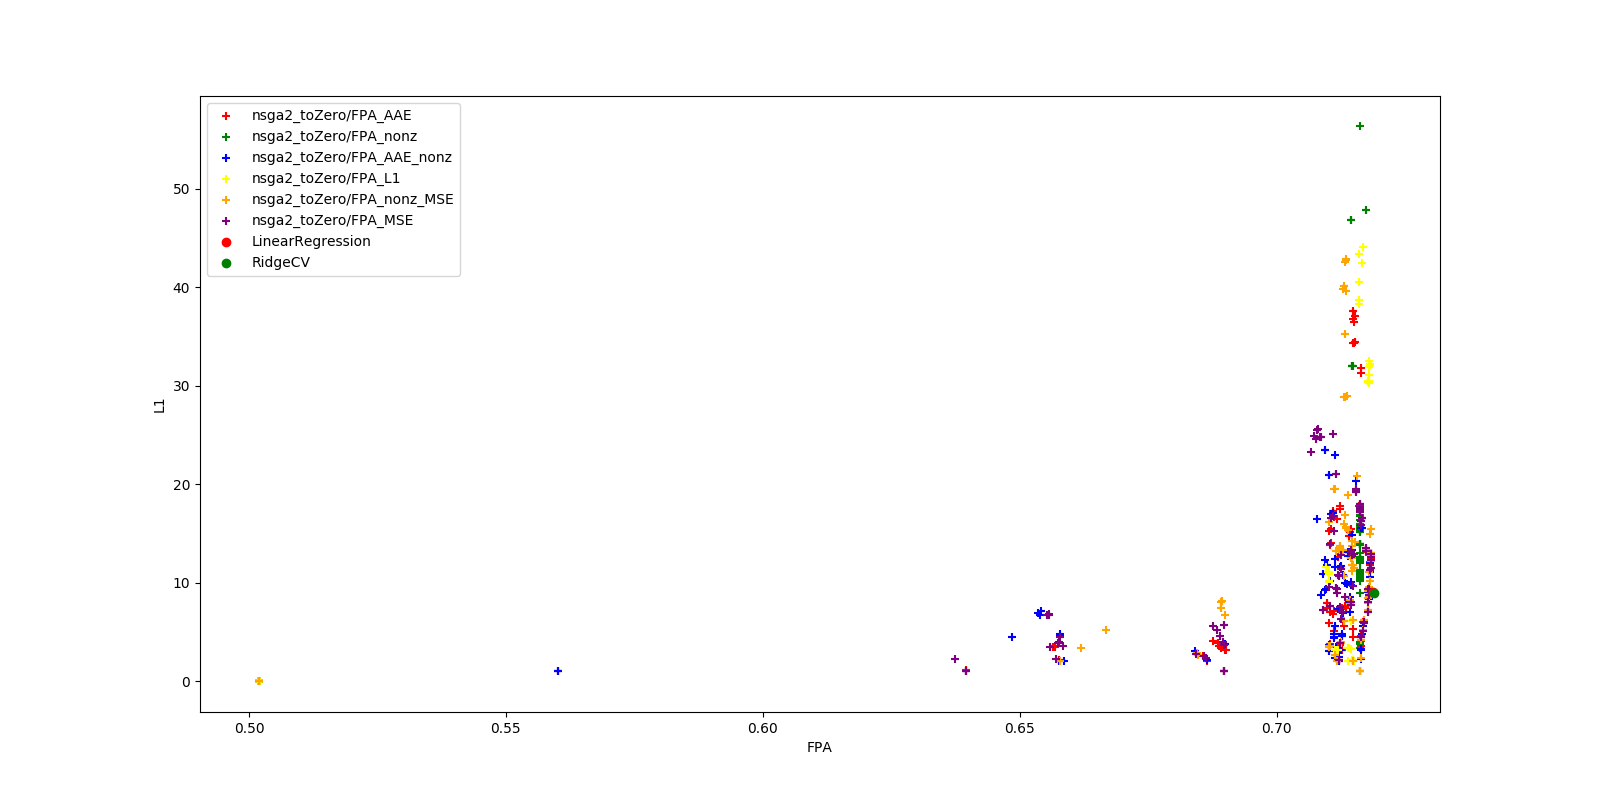 nsga2_toZero/FPA_AAE
nsga2_toZero/FPA_nonz
nsga2_toZero/FPA_AAE_nonz
nsga2_toZero/FPA_L1
nsga2_toZero/FPA_nonz_MSE
nsga2_toZero/FPA_MSE
LinearRegression
RidgeCV
50
40
30
20
10
0
L1
0.50 0.55 0.60 0.65 0.70
FPA